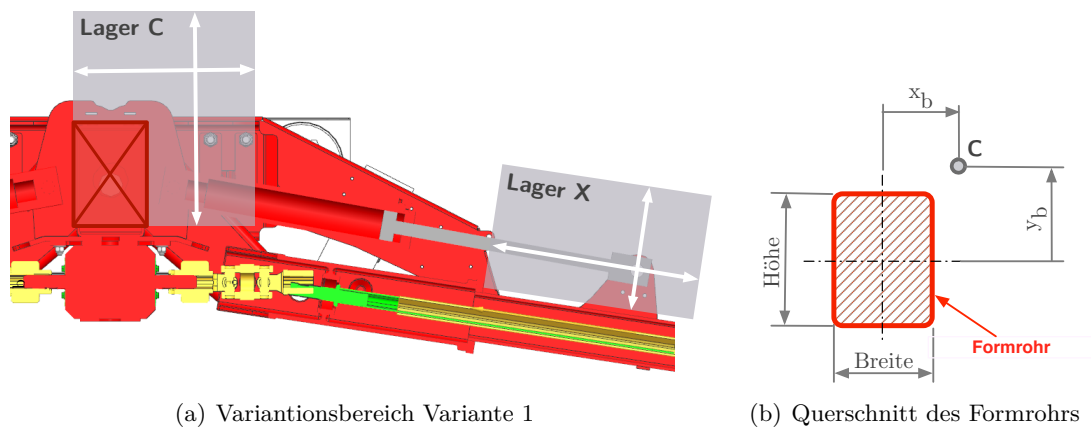 Lager C
Lager X
x_b
C
y_b
Höhe
Breite
Formrohr
(a) Variantionsbereich Variante 1
(b) Querschnitt des Formrohrs